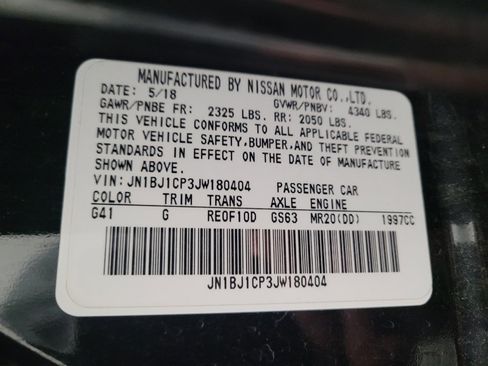 MANUFACTURED BY NISSAN MOTOR CO.,LTD.
DATE: 5/18 GVWR/PNBV: 4340 LBS.
GAWR/PNBE FR: 2325 LBS. RR: 2050 LBS.
THIS VEHICLE CONFORMS TO ALL APPLICABLE FEDERAL
MOTOR VEHICLE SAFETY,BUMPER,AND THEFT PREVENTION
STANDARDS IN EFFECT ON THE DATE OF MANUFACTURE
SHOWN ABOVE.
VIN:JN1BJ1CP3JW180404 PASSENGER CAR
COLOR TRIM TRANS AXLE ENGINE
G41 G RE0F10D GS63 MR20(DD) 1997CC
JN1BJ1CP3JW180404